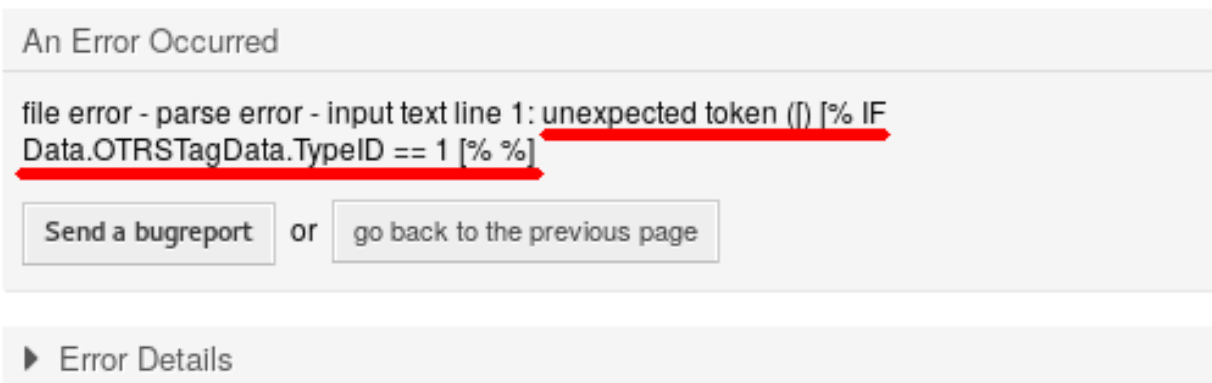 An Error Occurred
file error - parse error - input text line 1: unexpected token ([) [% IF
Data.OTRSTagData.TypeID == 1 [% %]
Send a bugreport or go back to the previous page
Error Details